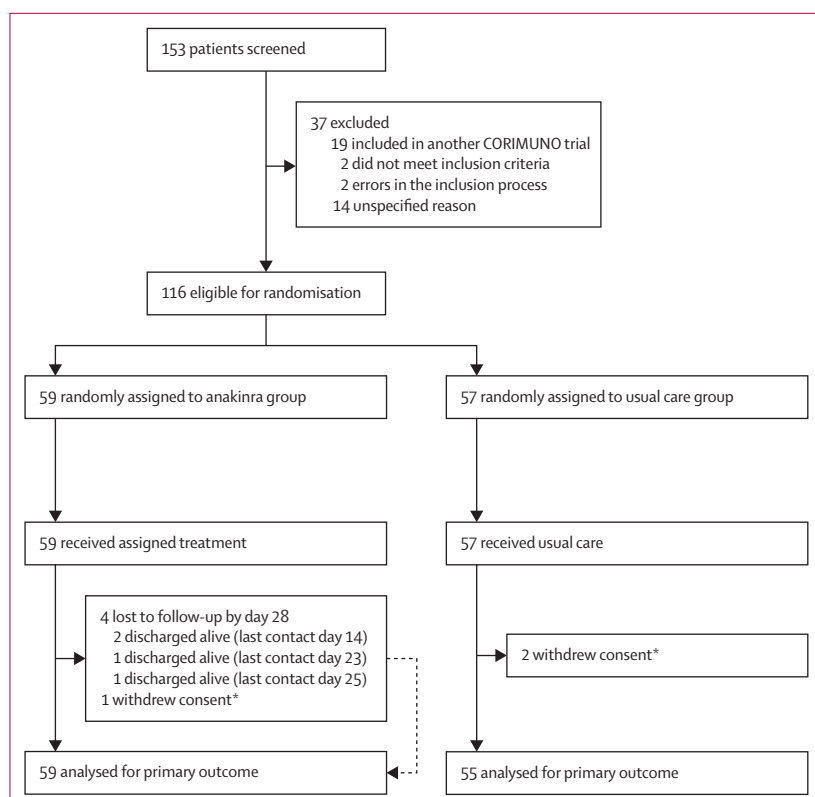 153 patients screened
37 excluded
19 included in another CORIMUNO trial
2 did not meet inclusion criteria
2 errors in the inclusion process
14 unspecified reason
116 eligible for randomisation
59 randomly assigned to anakinra group
57 randomly assigned to usual care group
59 received assigned treatment
57 received usual care
4 lost to follow-up by day 28
2 discharged alive (last contact day 14)
1 discharged alive (last contact day 23)
1 discharged alive (last contact day 25)
1 withdrew consent*
2 withdrew consent*
59 analysed for primary outcome
55 analysed for primary outcome